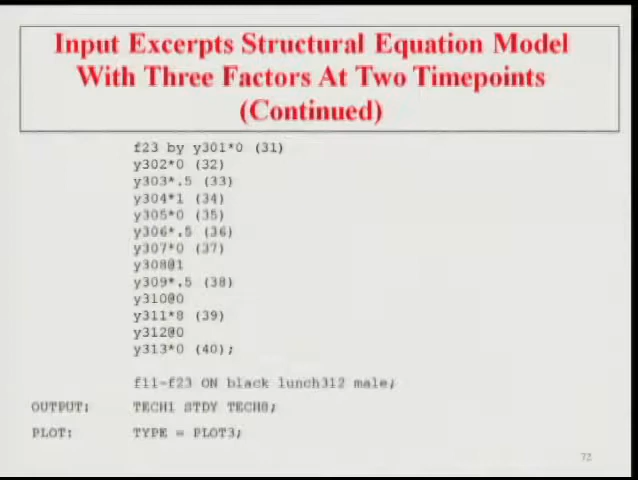 Input Excerpts Structural Equation Model
With Three Factors At Two Timepoints
(Continued)
f23 by y301*0 (31)
y302*0 (32)
y303*.5 (33)
y304*1 (34)
y305*0 (35)
y306*.5 (36)
y307*0 (37)
y308@1
y309*.5 (38)
y310@0
y311*8 (39)
y312@0
y313*0 (40);
f11-f23 ON black lunch312 male;
OUTPUT: TECH1 STDY TECH8;
PLOT: TYPE = PLOT3;
72